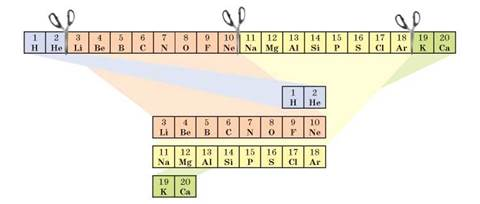 1 2 3 4 5 6 7 8 9 10 11 12 13 14 15 16 17 18 19 20
H He Li Be B C N O F Ne Na Mg Al Si P S Cl Ar K Ca
1 2
H He
3 4 5 6 7 8 9 10
Li Be B C N O F Ne
11 12 13 14 15 16 17 18
Na Mg Al Si P S Cl Ar
19 20
K Ca